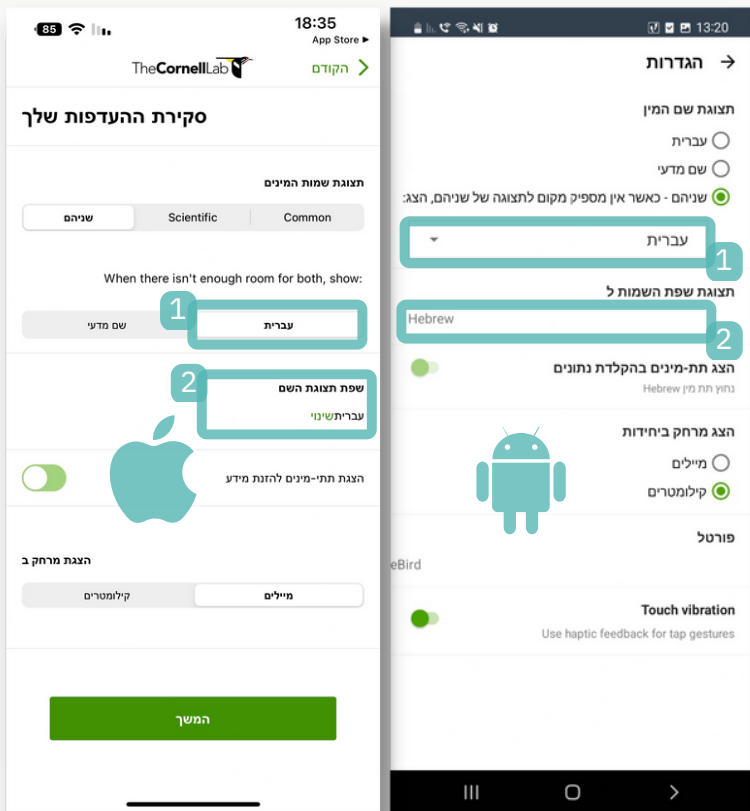 85
18:35
App Store ▶
TheCornellLab
הקודם
סקירת ההעדפות שלך
תצוגת שמות המינים
Common
Scientific
שניהם
When there isn't enough room for both, show:
1
עברית
שם מדעי
2
שפת תצוגת השם
עבריתשינוי
הצגת תתי-מינים להזנת מידע
הצגת מרחק ב
מיילים
קילומטרים
המשך
13:20
הגדרות
תצוגת שם המין
עברית
שם מדעי
שניהם - כאשר אין מספיק מקום לתצוגה של שניהם, הצג:
עברית
1
תצוגת שפת השמות ל
Hebrew
2
הצג תת-מינים בהקלדת נתונים
נחוץ תת מין Hebrew
הצג מרחק ביחידות
מיילים
קילומטרים
פורטל
eBird
Touch vibration
Use haptic feedback for tap gestures